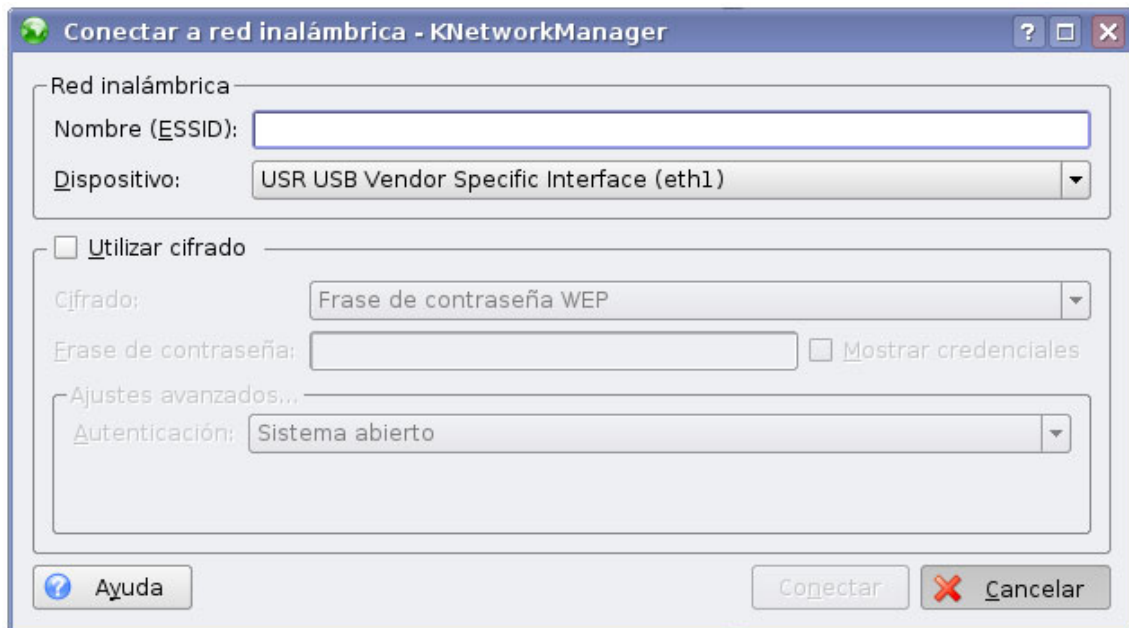 Conectar a red inalámbrica - KNetworkManager
Red inalámbrica
Nombre (ESSID):
Dispositivo: USR USB Vendor Specific Interface (eth1)
Utilizar cifrado
Cifrado: Frase de contraseña WEP
Frase de contraseña: Mostrar credenciales
Ajustes avanzados...
Autenticación: Sistema abierto
Ayuda Conectar Cancelar